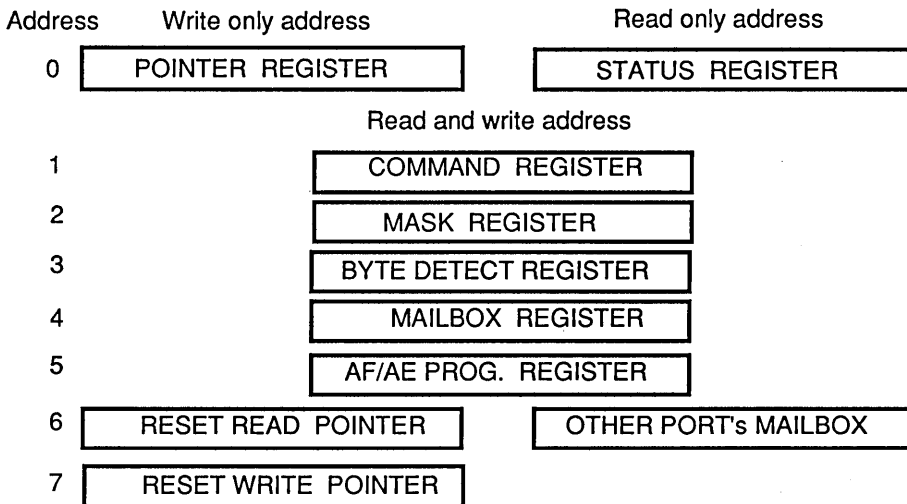 Address Write only address Read only address
0 POINTER REGISTER STATUS REGISTER
Read and write address
1 COMMAND REGISTER
2 MASK REGISTER
3 BYTE DETECT REGISTER
4 MAILBOX REGISTER
5 AF/AE PROG. REGISTER
6 RESET READ POINTER OTHER PORT's MAILBOX
7 RESET WRITE POINTER